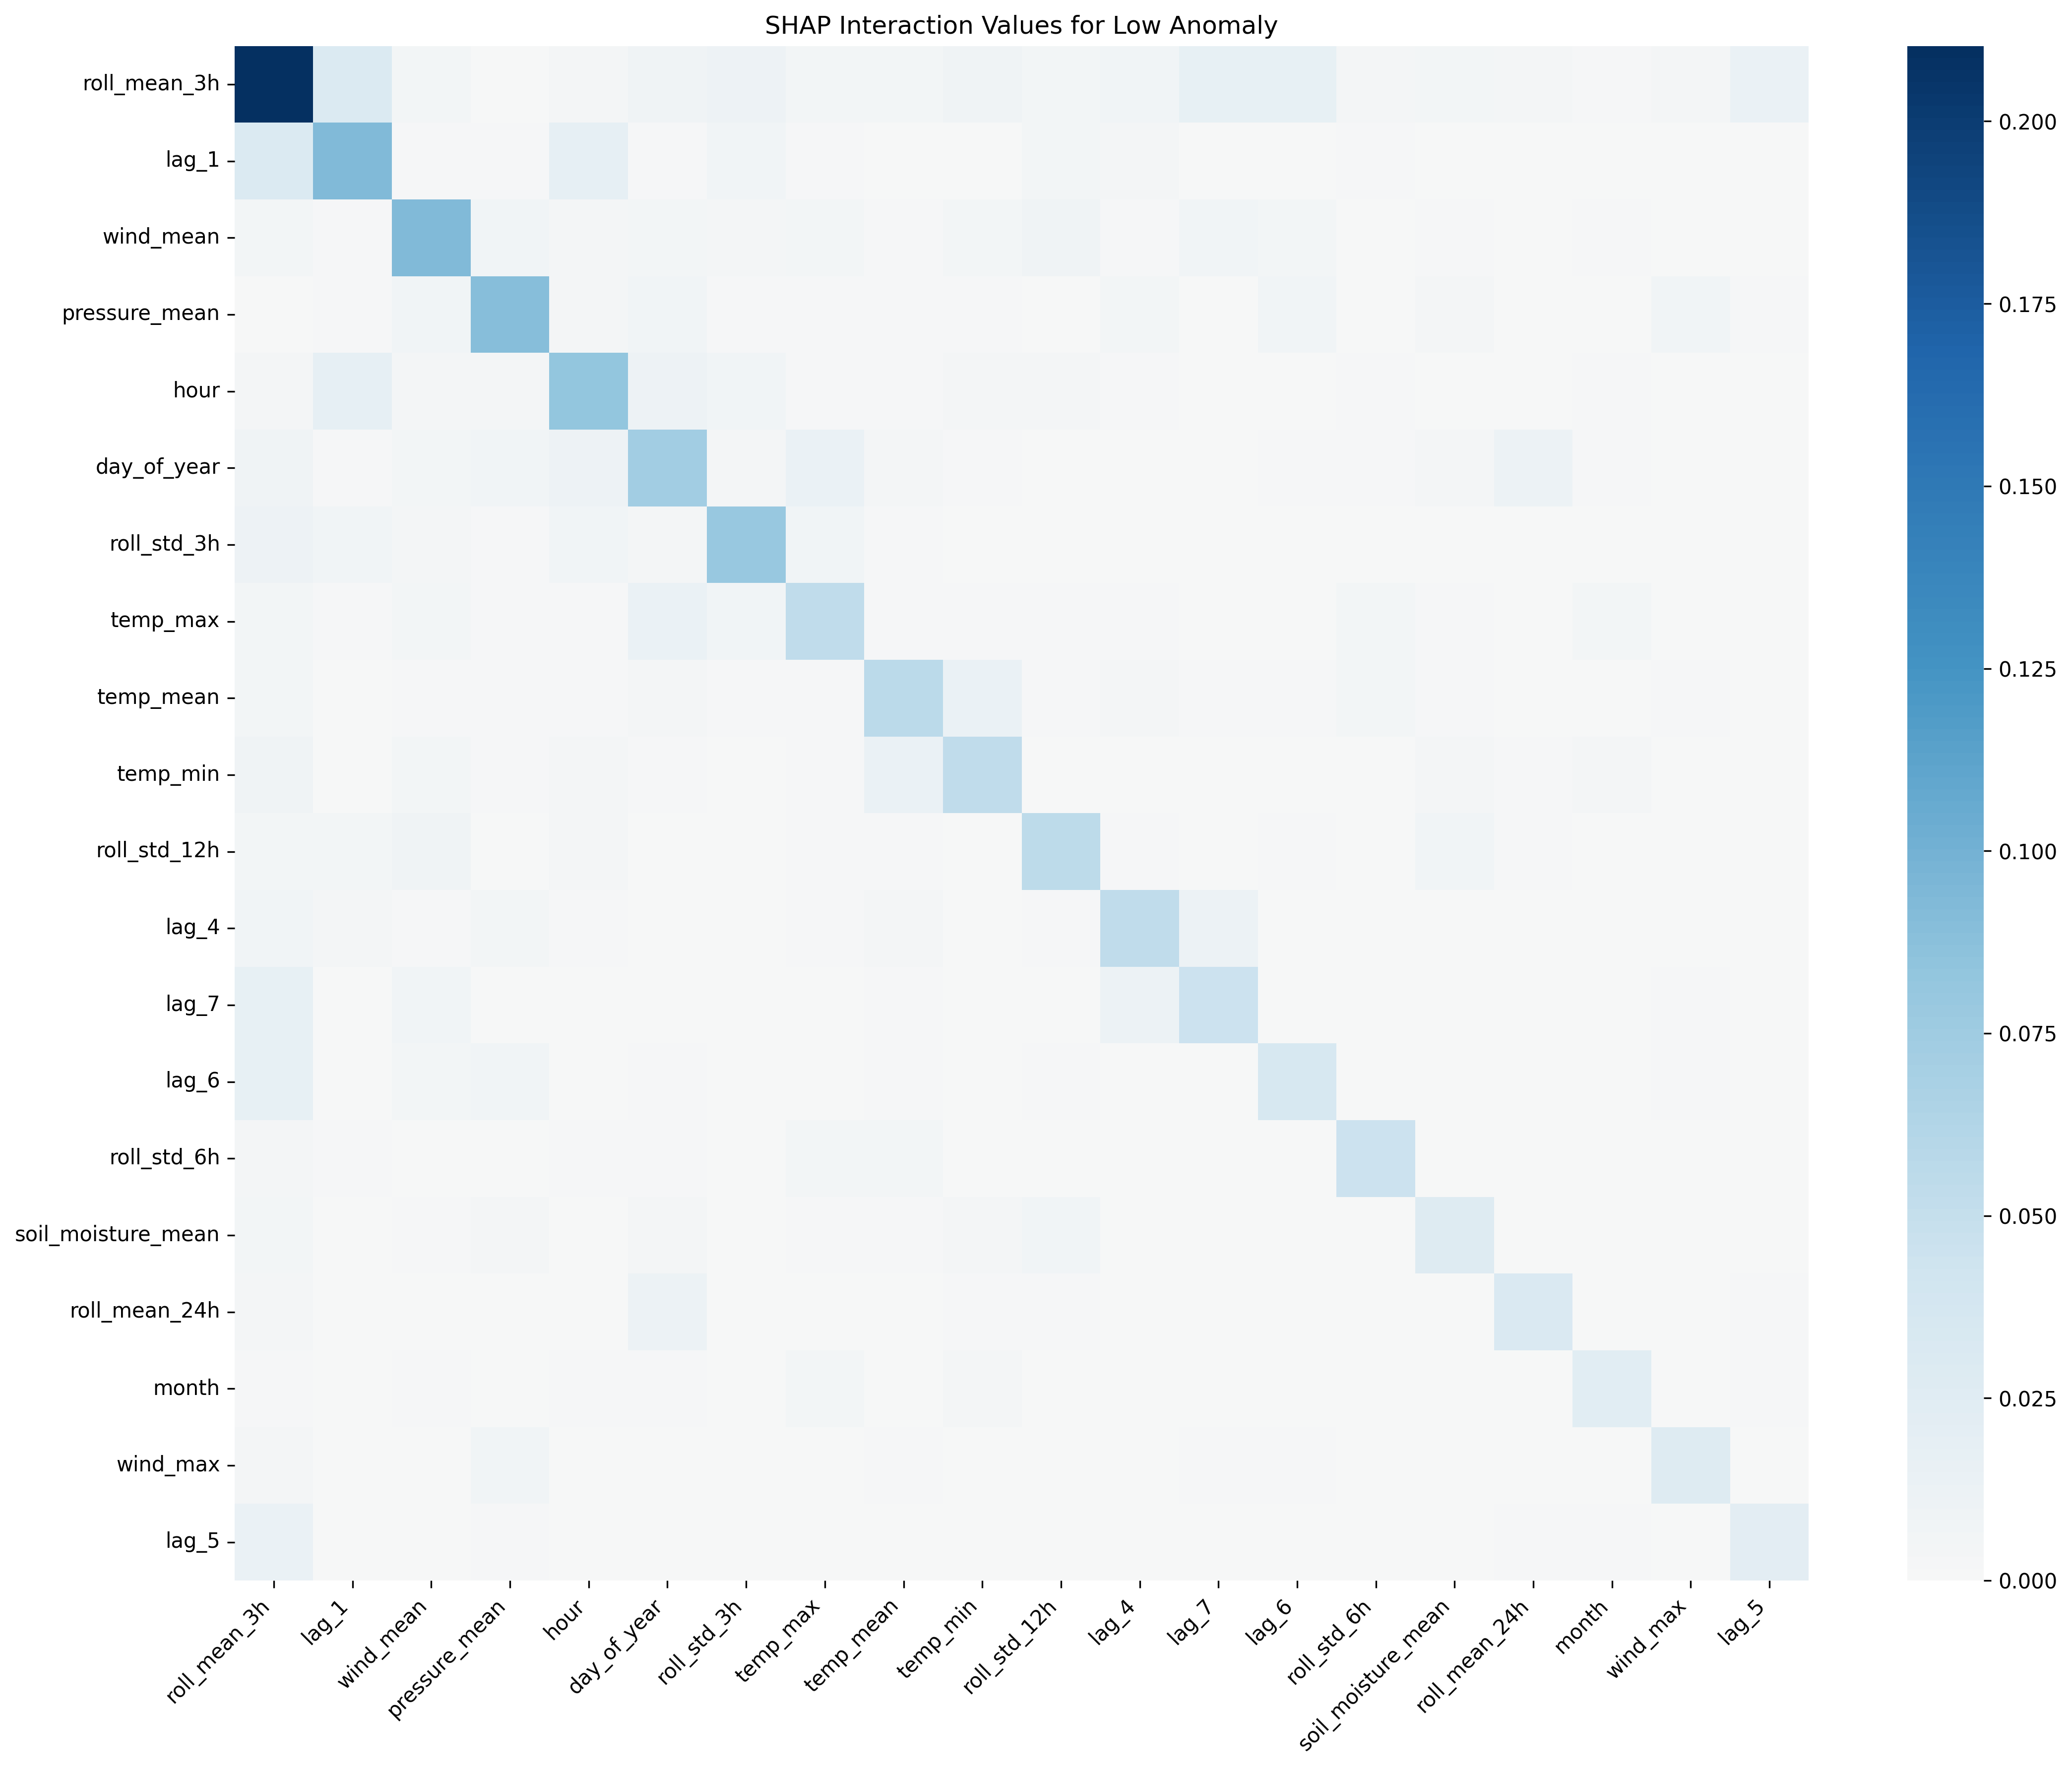 SHAP Interaction Values for Low Anomaly
roll_mean_3h
lag_1
wind_mean
pressure_mean
hour
day_of_year
roll_std_3h
temp_max
temp_mean
temp_min
roll_std_12h
lag_4
lag_7
lag_6
roll_std_6h
soil_moisture_mean
roll_mean_24h
month
wind_max
lag_5
roll_mean_3h
lag_1
wind_mean
pressure_mean
hour
day_of_year
roll_std_3h
temp_max
temp_mean
temp_min
roll_std_12h
lag_4
lag_7
lag_6
roll_std_6h
soil_moisture_mean
roll_mean_24h
month
wind_max
lag_5
0.200
0.175
0.150
0.125
0.100
0.075
0.050
0.025
0.000